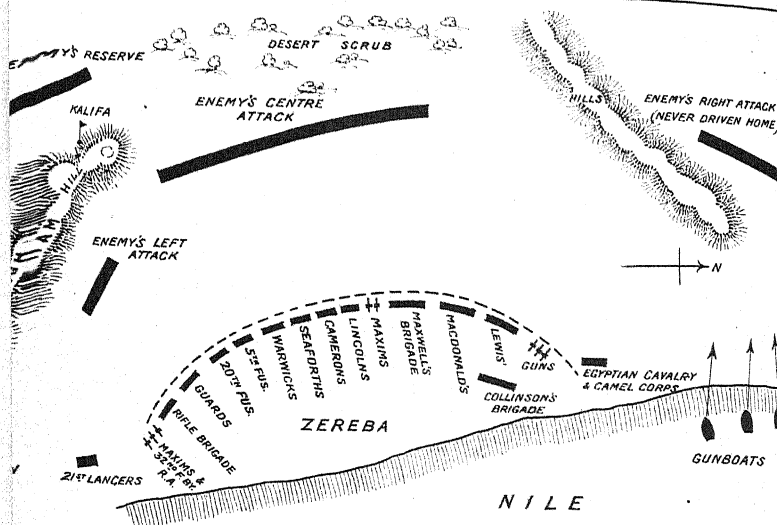 DESERT SCRUB
ENEMY'S RESERVE
KALIFA
ENEMY'S CENTRE
ATTACK
HILLS
ENEMY'S RIGHT ATTACK
(NEVER DRIVEN HOME)
HILL
HAM
ENEMY'S LEFT
ATTACK
N
21ST LANCERS
MAXIMS &
32ND F. BY.
R.A.
RIFLE BRIGADE
GUARDS
20TH FUS.
5TH FUS.
WARWICKS
SEAFORTHS
CAMERONS
LINCOLNS
MAXIMS
MAXWELL'S
BRIGADE
MACDONALD'S
LEWIS'
GUNS
COLLINSON'S
BRIGADE
EGYPTIAN CAVALRY
& CAMEL CORPS
ZEREBA
GUNBOATS
NILE